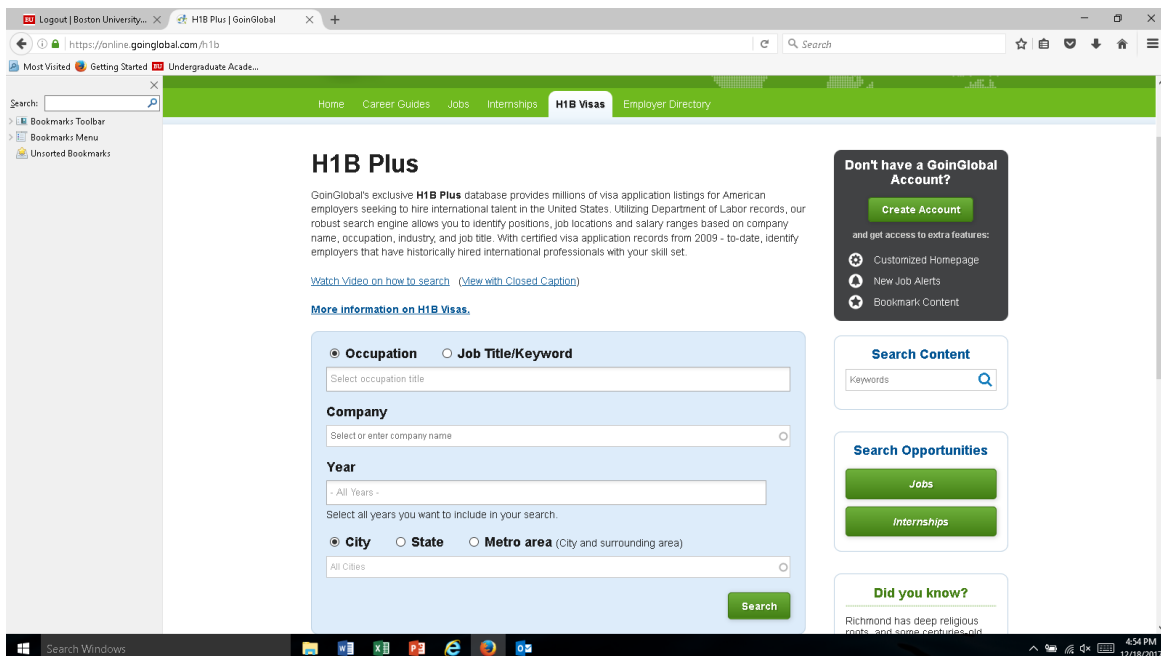 Logout | Boston University...
H1B Plus | GoinGlobal
https://online.goinglobal.com/h1b
Search
Most Visited
Getting Started
Undergraduate Acade...
Search:
Bookmarks Toolbar
Bookmarks Menu
Unsorted Bookmarks
Home Career Guides Jobs Internships H1B Visas Employer Directory
H1B Plus
GoinGlobal's exclusive H1B Plus database provides millions of visa application listings for American
employers seeking to hire international talent in the United States. Utilizing Department of Labor records, our
robust search engine allows you to identify positions, job locations and salary ranges based on company
name, occupation, industry, and job title. With certified visa application records from 2009 - to-date, identify
employers that have historically hired international professionals with your skill set.
Watch Video on how to search (View with Closed Caption)
More information on H1B Visas.
Occupation Job Title/Keyword
Select occupation title
Company
Select or enter company name
Year
- All Years -
Select all years you want to include in your search.
City State Metro area (City and surrounding area)
All Cities
Search
Don't have a GoinGlobal
Account?
Create Account
and get access to extra features:
Customized Homepage
New Job Alerts
Bookmark Content
Search Content
Keywords
Search Opportunities
Jobs
Internships
Did you know?
Richmond has deep religious
roots, and some centuries-old
Search Windows
4:54 PM
12/18/2017